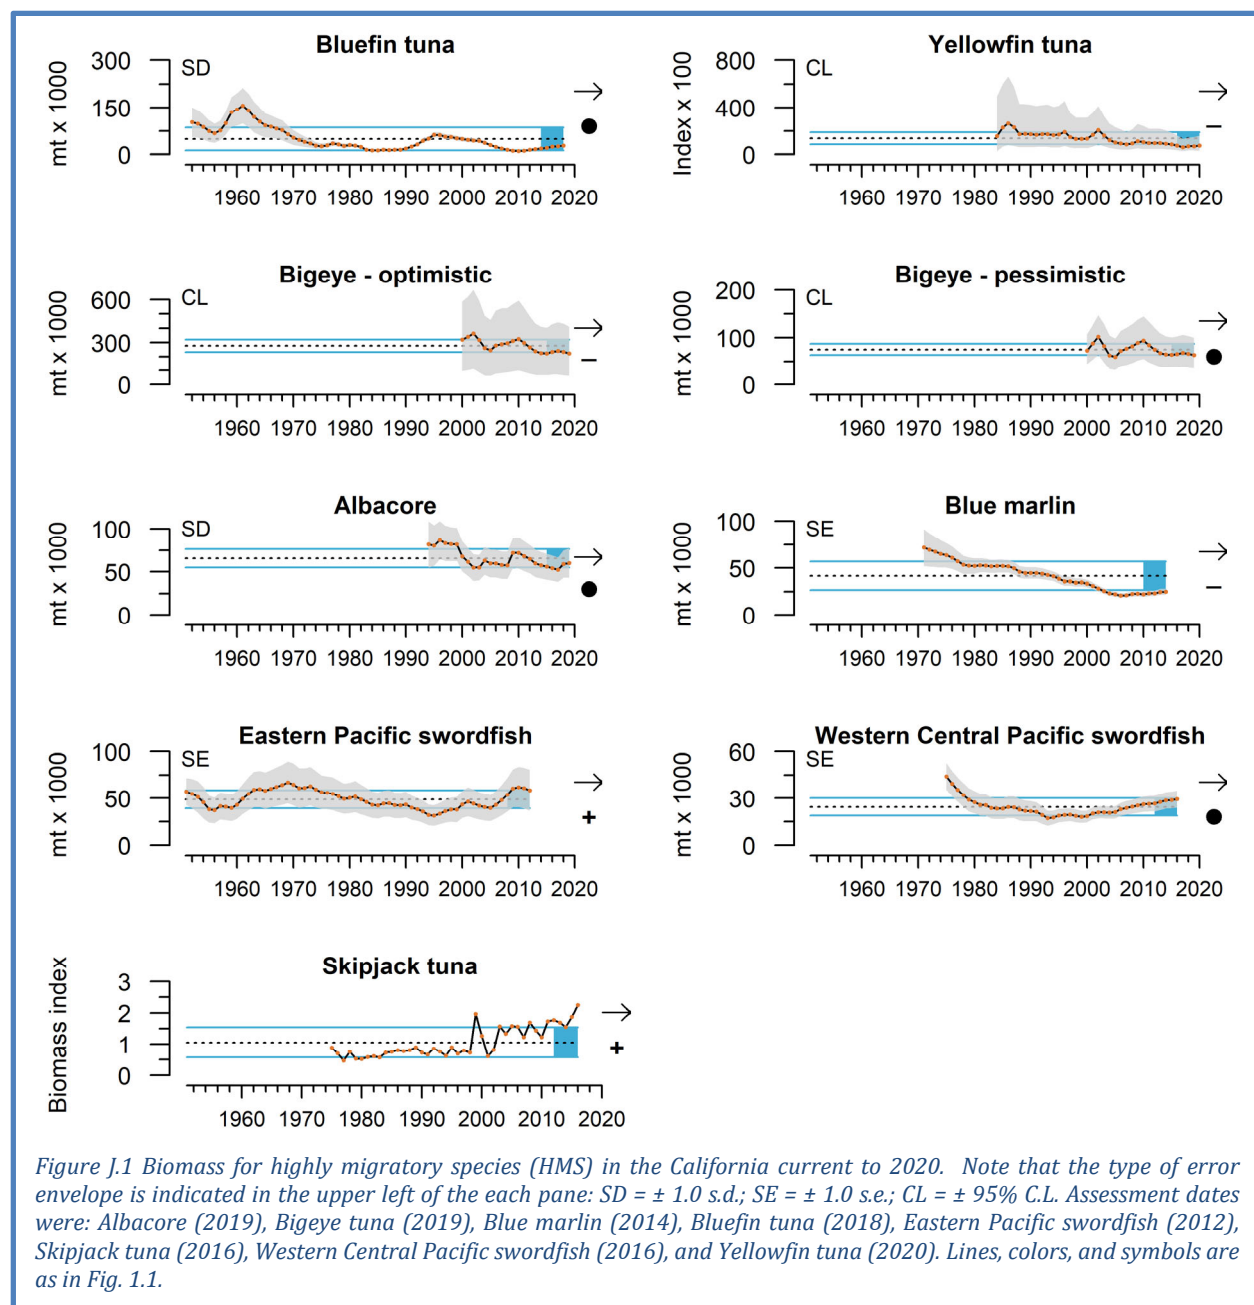 Bluefin tuna
SD
mt x 1000
300
150
0
1960 1970 1980 1990 2000 2010 2020
Yellowfin tuna
CL
Index x 100
800
400
0
1960 1970 1980 1990 2000 2010 2020
Bigeye - optimistic
CL
mt x 1000
600
300
0
1960 1970 1980 1990 2000 2010 2020
Bigeye - pessimistic
CL
mt x 1000
200
100
0
1960 1970 1980 1990 2000 2010 2020
Albacore
SD
mt x 1000
100
50
0
1960 1970 1980 1990 2000 2010 2020
Blue marlin
SE
mt x 1000
100
50
0
1960 1970 1980 1990 2000 2010 2020
Eastern Pacific swordfish
SE
mt x 1000
100
50
0
+
1960 1970 1980 1990 2000 2010 2020
Western Central Pacific swordfish
SE
mt x 1000
60
30
0
1960 1970 1980 1990 2000 2010 2020
Skipjack tuna
Biomass index
3
2
1
0
+
1960 1970 1980 1990 2000 2010 2020
Figure J.1 Biomass for highly migratory species (HMS) in the California current to 2020. Note that the type of error
envelope is indicated in the upper left of the each pane: SD = ± 1.0 s.d.; SE = ± 1.0 s.e.; CL = ± 95% C.L. Assessment dates
were: Albacore (2019), Bigeye tuna (2019), Blue marlin (2014), Bluefin tuna (2018), Eastern Pacific swordfish (2012),
Skipjack tuna (2016), Western Central Pacific swordfish (2016), and Yellowfin tuna (2020). Lines, colors, and symbols are
as in Fig. 1.1.